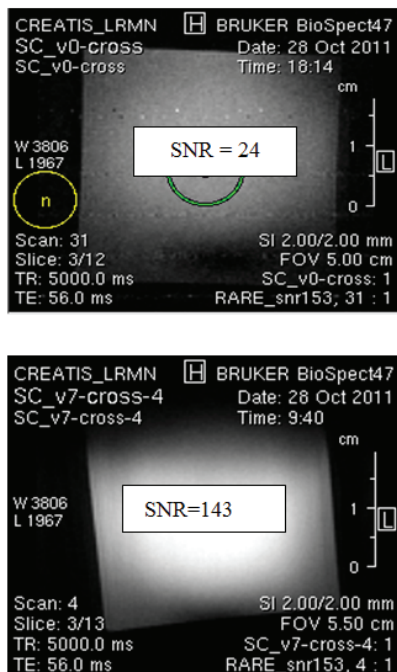 CREATIS_LRMN H BRUKER BioSpect47
SC_v0-cross Date: 28 Oct 2011
SC_v0-cross Time: 18:14
cm
SNR = 24
W 3806
L 1967
1
L
n
0
Scan: 31 SI 2.00/2.00 mm
Slice: 3/12 FOV 5.00 cm
TR: 5000.0 ms SC_v0-cross: 1
TE: 56.0 ms RARE_snr153; 31 : 1
CREATIS_LRMN H BRUKER BioSpect47
SC_v7-cross-4 Date: 28 Oct 2011
SC_v7-cross-4 Time: 9:40
cm
SNR=143
W 3806
L 1967
1
L
0
Scan: 4 SI 2.00/2.00 mm
Slice: 3/13 FOV 5.50 cm
TR: 5000.0 ms SC_v7-cross-4: 1
TE: 56.0 ms RARE_snr153, 4 : 1